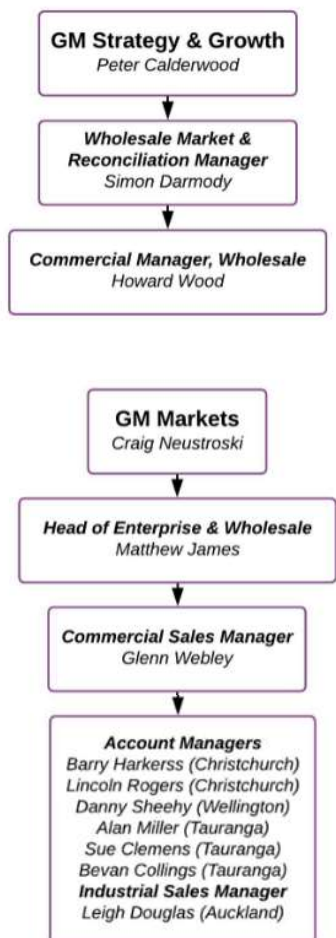 GM Strategy & Growth
Peter Calderwood
Wholesale Market &
Reconciliation Manager
Simon Darmody
Commercial Manager, Wholesale
Howard Wood
GM Markets
Craig Neustroski
Head of Enterprise & Wholesale
Matthew James
Commercial Sales Manager
Glenn Webley
Account Managers
Barry Harkerss (Christchurch)
Lincoln Rogers (Christchurch)
Danny Sheehy (Wellington)
Alan Miller (Tauranga)
Sue Clemens (Tauranga)
Bevan Collings (Tauranga)
Industrial Sales Manager
Leigh Douglas (Auckland)